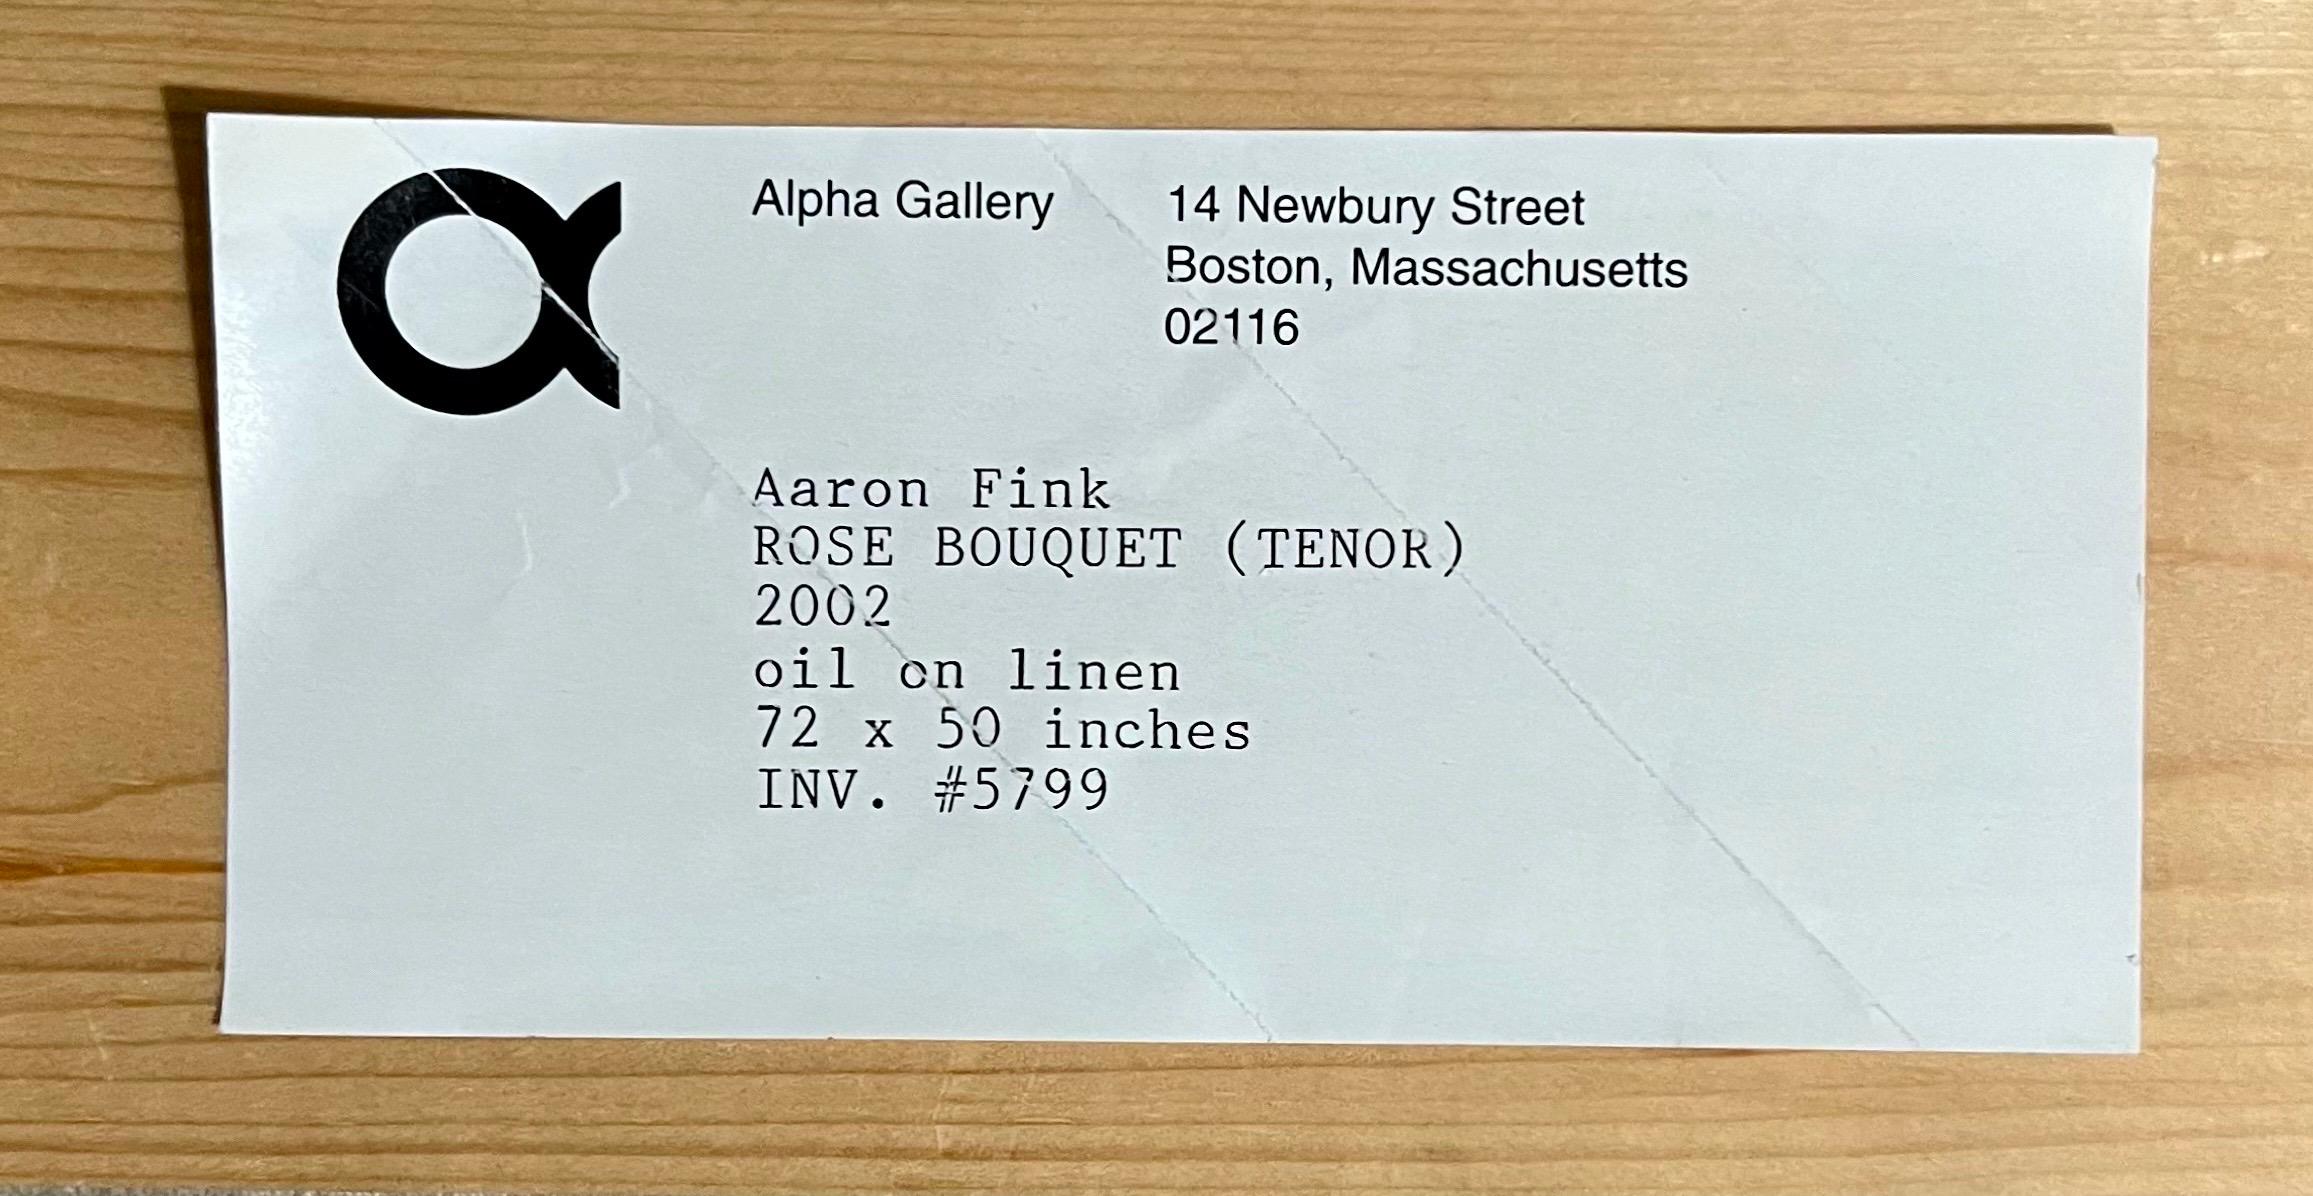 Alpha Gallery
14 Newbury Street
Boston, Massachusetts
02116
Aaron Fink
ROSE BOUQUET (TENOR)
2002
oil on linen
72 x 50 inches
INV. #5799